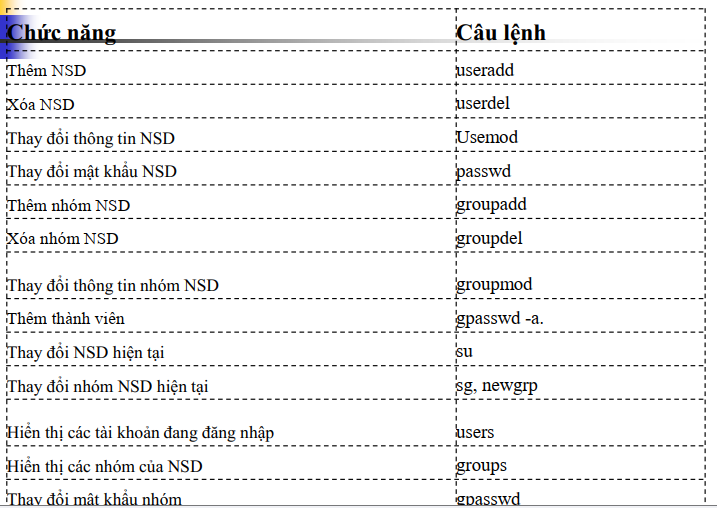 Chức năng Câu lệnh
Thêm NSD useradd
Xóa NSD userdel
Thay đổi thông tin NSD Usemod
Thay đổi mật khẩu NSD passwd
Thêm nhóm NSD groupadd
Xóa nhóm NSD groupdel
Thay đổi thông tin nhóm NSD groupmod
Thêm thành viên gpasswd -a.
Thay đổi NSD hiện tại su
Thay đổi nhóm NSD hiện tại sg, newgrp
Hiển thị các tài khoản đang đăng nhập users
Hiển thị các nhóm của NSD groups
Thay đổi mật khẩu nhóm gpasswd